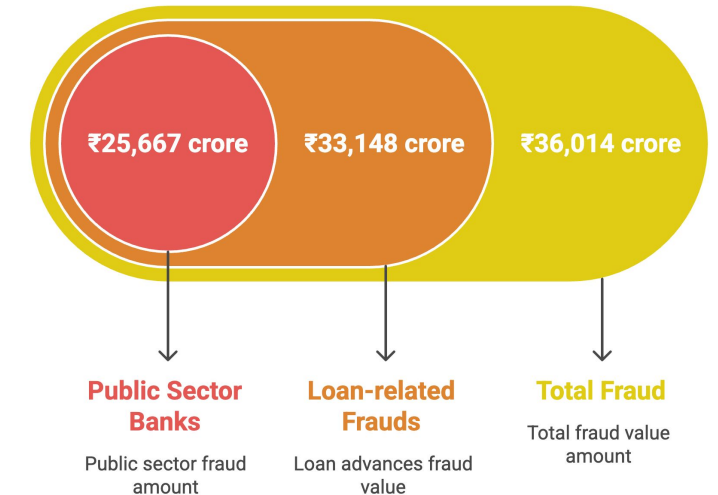 ₹25,667 crore
₹33,148 crore
₹36,014 crore
Public Sector
Banks
Public sector fraud
amount
Loan-related
Frauds
Loan advances fraud
value
Total Fraud
Total fraud value
amount